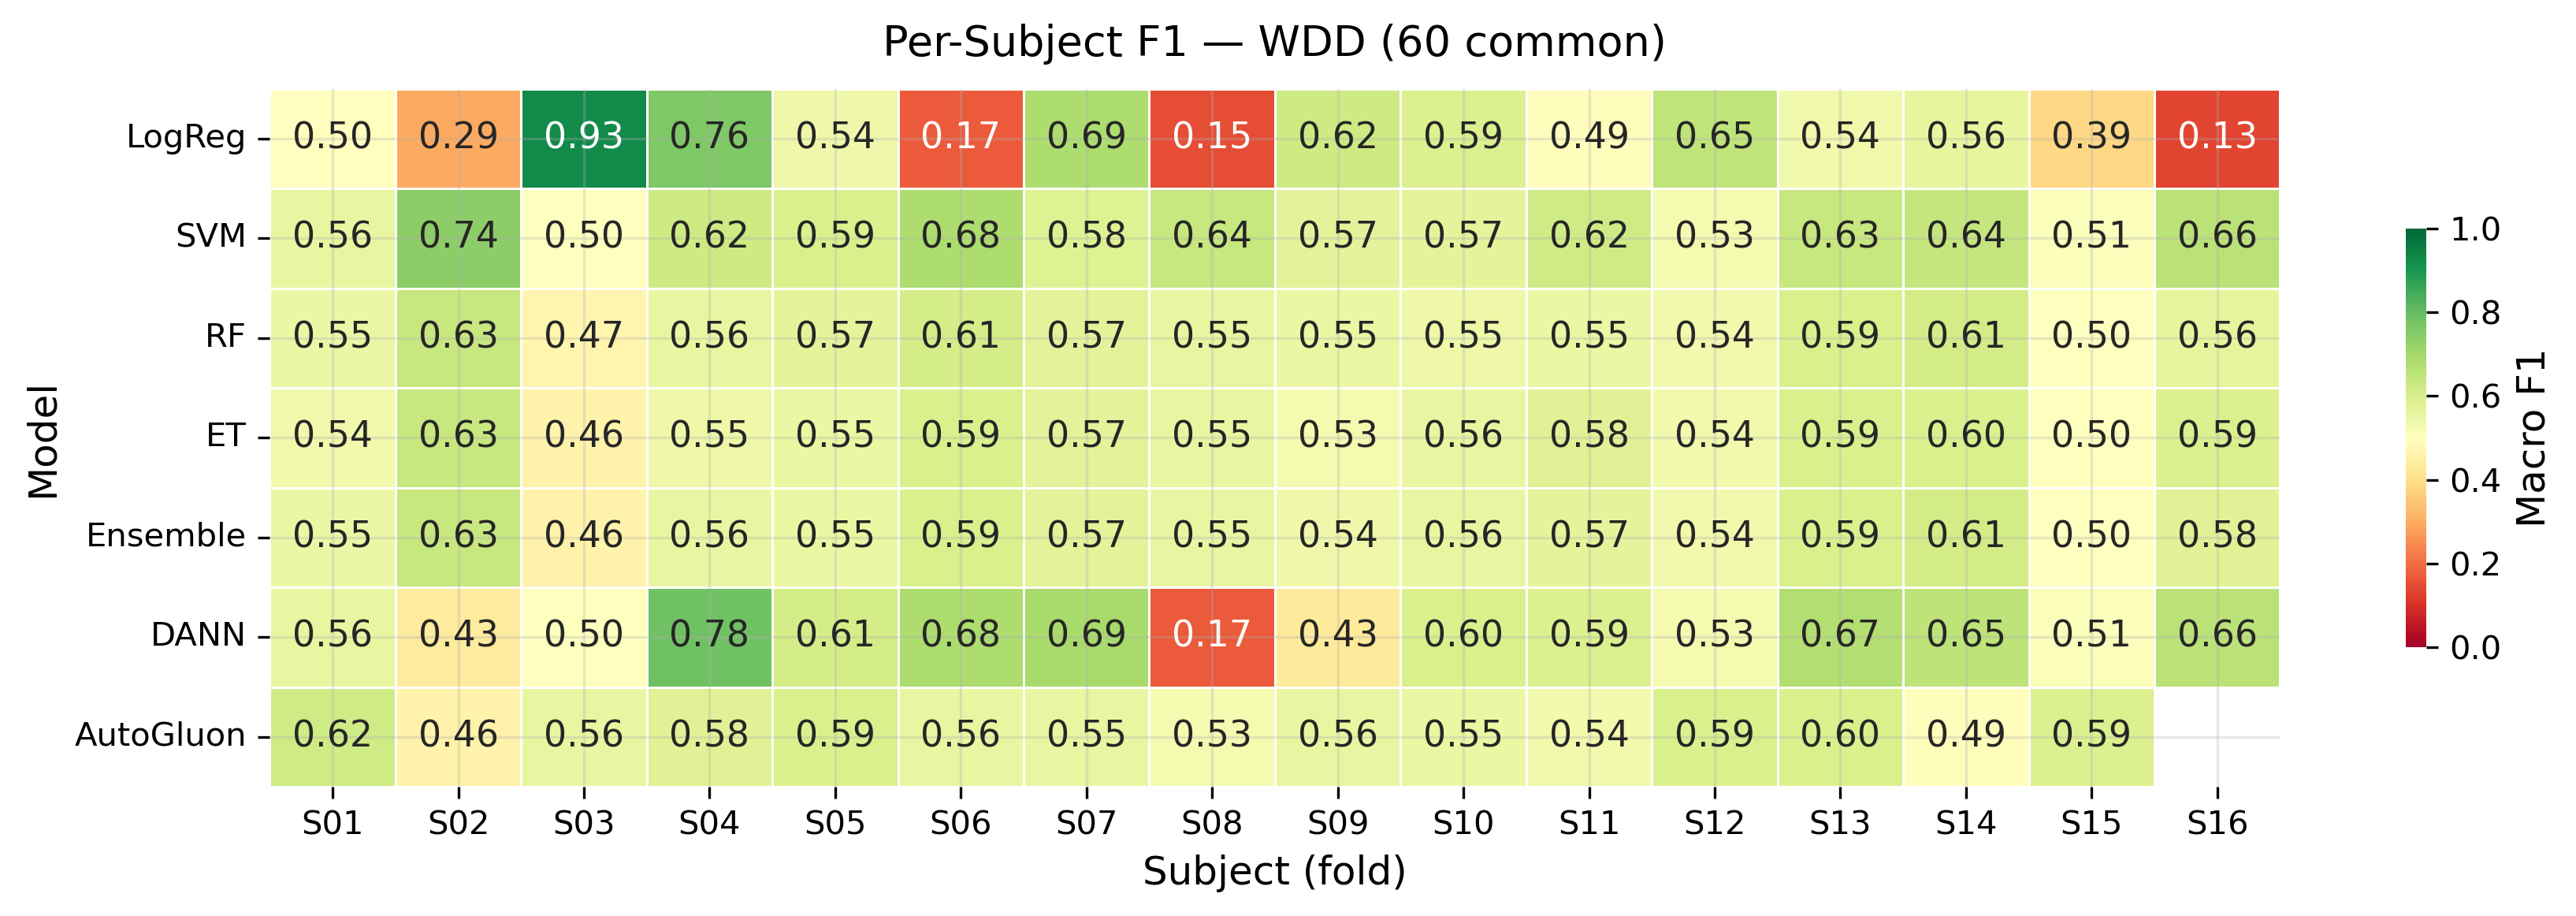 Per-Subject F1 — WDD (60 common)
LogReg 0.50 0.29 0.93 0.76 0.54 0.17 0.69 0.15 0.62 0.59 0.49 0.65 0.54 0.56 0.39 0.13
SVM 0.56 0.74 0.50 0.62 0.59 0.68 0.58 0.64 0.57 0.57 0.62 0.53 0.63 0.64 0.51 0.66
RF 0.55 0.63 0.47 0.56 0.57 0.61 0.57 0.55 0.55 0.55 0.55 0.54 0.59 0.61 0.50 0.56
ET 0.54 0.63 0.46 0.55 0.55 0.59 0.57 0.55 0.53 0.56 0.58 0.54 0.59 0.60 0.50 0.59
Ensemble 0.55 0.63 0.46 0.56 0.55 0.59 0.57 0.55 0.54 0.56 0.57 0.54 0.59 0.61 0.50 0.58
DANN 0.56 0.43 0.50 0.78 0.61 0.68 0.69 0.17 0.43 0.60 0.59 0.53 0.67 0.65 0.51 0.66
AutoGluon 0.62 0.46 0.56 0.58 0.59 0.56 0.55 0.53 0.56 0.55 0.54 0.59 0.60 0.49 0.59
S01 S02 S03 S04 S05 S06 S07 S08 S09 S10 S11 S12 S13 S14 S15 S16
Subject (fold)
Model
1.0
0.8
0.6
0.4
0.2
0.0
Macro F1